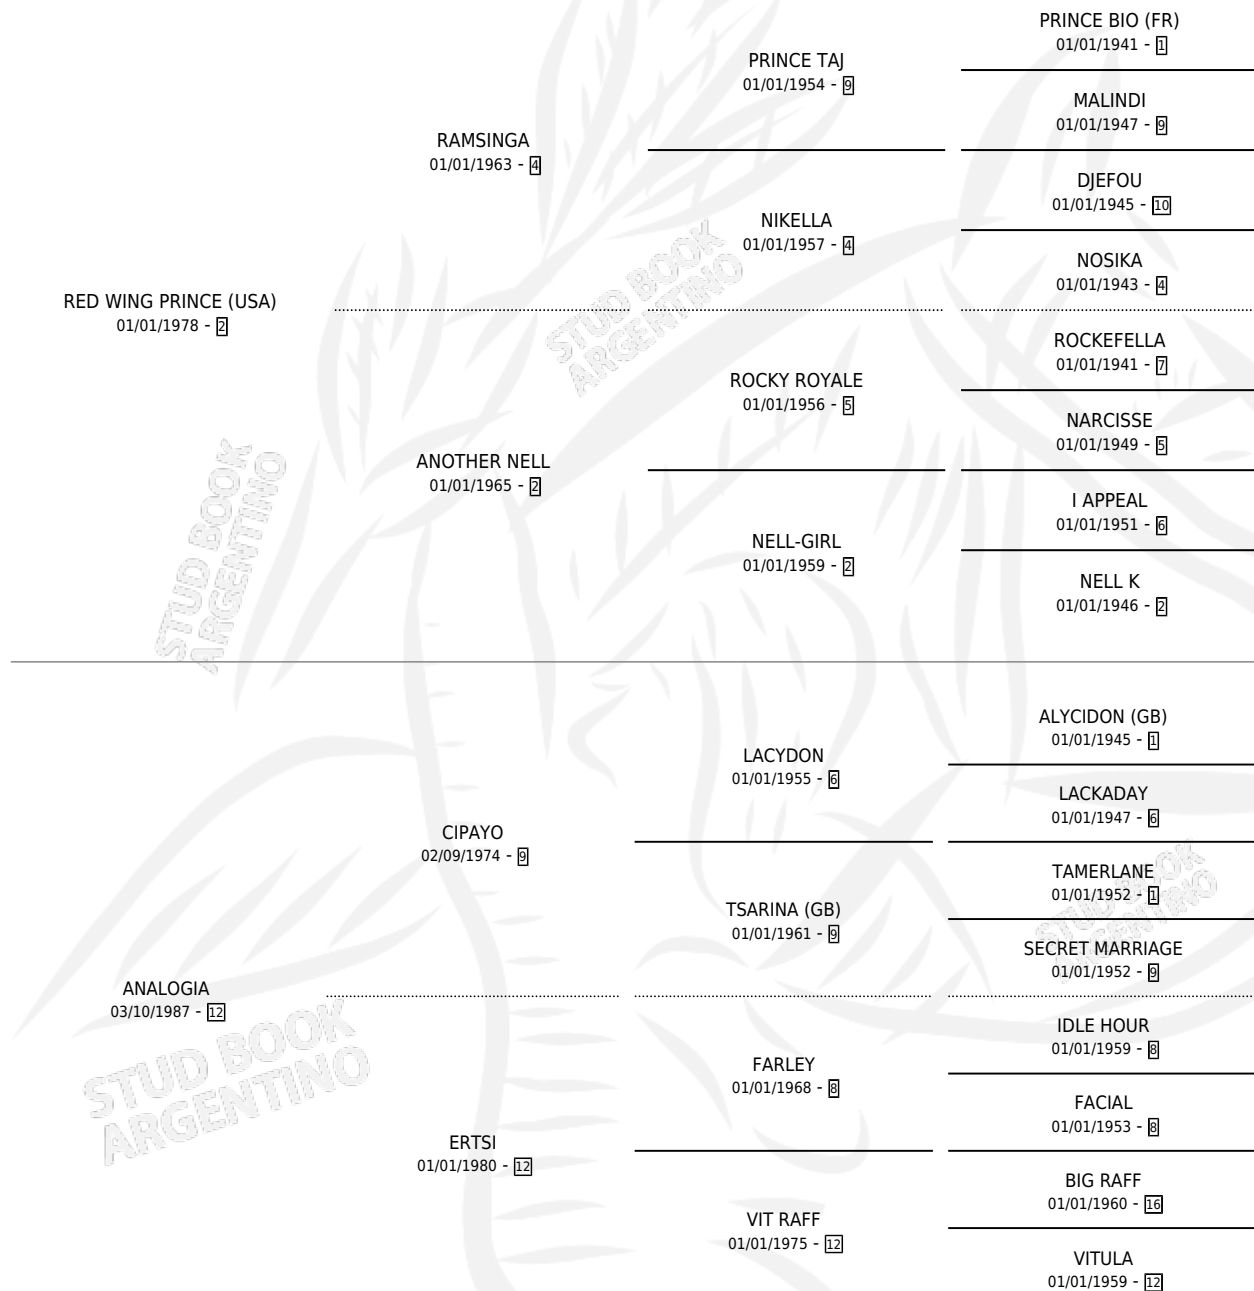 PRINCE BIO (FR)
01/01/1941 - 1
PRINCE TAJ
01/01/1954 - 9
MALINDI
01/01/1947 - 9
RAMSINGA
01/01/1963 - 4
DJEFOU
01/01/1945 - 10
NIKELLA
01/01/1957 - 4
NOSIKA
01/01/1943 - 4
RED WING PRINCE (USA)
01/01/1978 - 2
ROCKEFELLA
01/01/1941 - 7
ROCKY ROYALE
01/01/1956 - 5
NARCISSE
01/01/1949 - 5
ANOTHER NELL
01/01/1965 - 2
I APPEAL
01/01/1951 - 6
NELL-GIRL
01/01/1959 - 2
NELL K
01/01/1946 - 2
ALYCIDON (GB)
01/01/1945 - 1
LACYDON
01/01/1955 - 6
LACKADAY
01/01/1947 - 6
CIPAYO
02/09/1974 - 9
TAMERLANE
01/01/1952 - 1
TSARINA (GB)
01/01/1961 - 9
SECRET MARRIAGE
01/01/1952 - 9
ANALOGIA
03/10/1987 - 12
IDLE HOUR
01/01/1959 - 8
FARLEY
01/01/1968 - 8
FACIAL
01/01/1953 - 8
ERTSI
01/01/1980 - 12
BIG RAFF
01/01/1960 - 16
VIT RAFF
01/01/1975 - 12
VITULA
01/01/1959 - 12
STUD BOOK
ARGENTINO
STUD BOOK
ARGENTINO
STUD BOOK
ARGENTINO
STUD BOOK
ARGENTINO